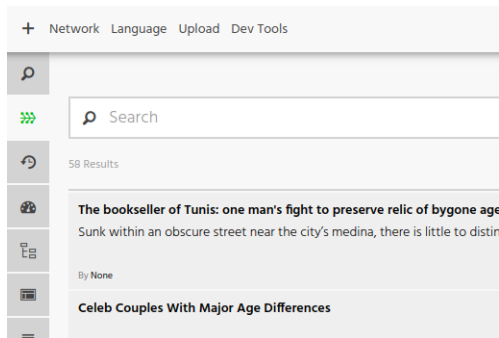 + Network Language Upload Dev Tools
Search
58 Results
The bookseller of Tunis: one man's fight to preserve relic of bygone age
Sunk within an obscure street near the city's medina, there is little to distin
By None
Celeb Couples With Major Age Differences